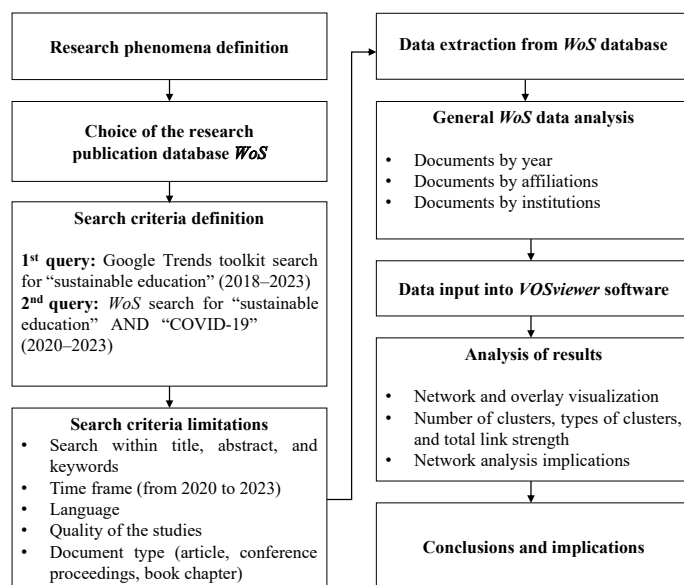 Research phenomena definition
Choice of the research
publication database WoS
Search criteria definition
1st query: Google Trends toolkit search
for “sustainable education” (2018–2023)
2nd query: WoS search for “sustainable
education” AND “COVID-19”
(2020–2023)
Search criteria limitations
• Search within title, abstract, and
keywords
• Time frame (from 2020 to 2023)
• Language
• Quality of the studies
• Document type (article, conference
proceedings, book chapter)
Data extraction from WoS database
General WoS data analysis
• Documents by year
• Documents by affiliations
• Documents by institutions
Data input into VOSviewer software
Analysis of results
• Network and overlay visualization
• Number of clusters, types of clusters,
and total link strength
• Network analysis implications
Conclusions and implications